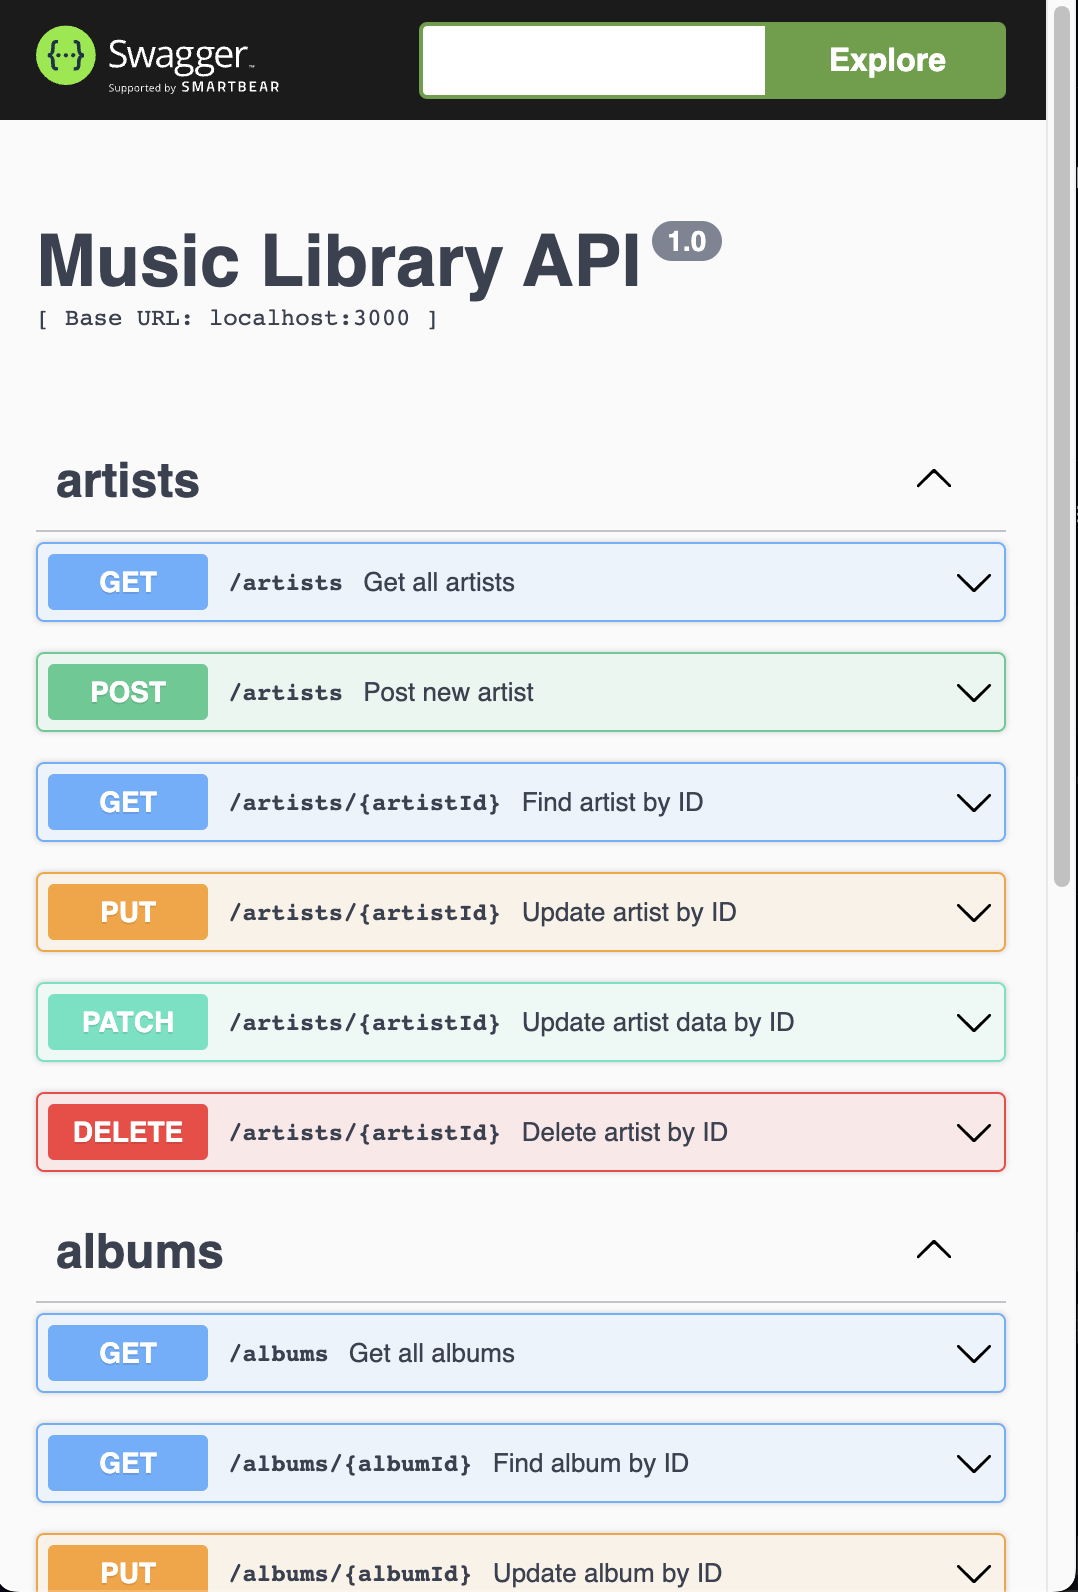 {···} Swagger™
Supported by SMARTBEAR
Explore
Music Library API 1.0
[ Base URL: localhost:3000 ]
artists
GET /artists Get all artists
POST /artists Post new artist
GET /artists/{artistId} Find artist by ID
PUT /artists/{artistId} Update artist by ID
PATCH /artists/{artistId} Update artist data by ID
DELETE /artists/{artistId} Delete artist by ID
albums
GET /albums Get all albums
GET /albums/{albumId} Find album by ID
PUT /albums/{albumId} Update album by ID